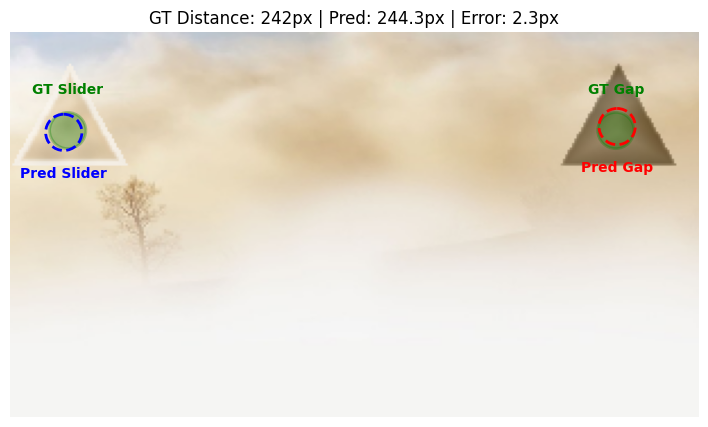 GT Distance: 242px | Pred: 244.3px | Error: 2.3px
GT Slider
GT Gap
Pred Slider
Pred Gap